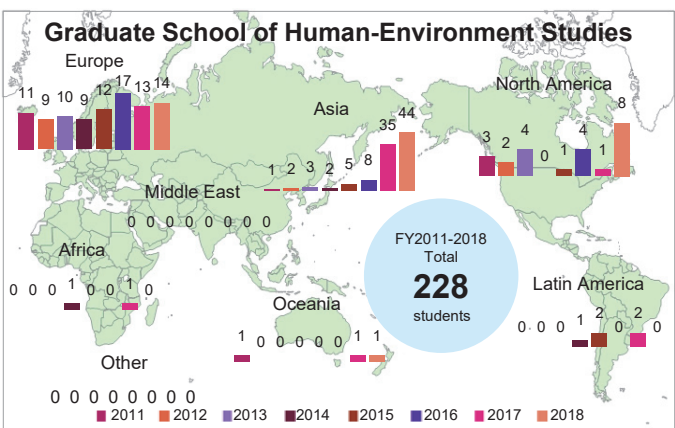 Graduate School of Human-Environment Studies
Europe
11 9 10 9 12 17 13 14
Asia
1 2 3 2 5 8 35 44
North America
3 2 4 0 1 4 1 8
Middle East
0 0 0 0 0 0 0 0
Africa
0 0 0 1 0 0 1 0
FY2011-2018
Total
228
students
Oceania
1 0 0 0 0 0 1 1
Latin America
0 0 0 1 2 0 2 0
Other
0 0 0 0 0 0 0 0
2011 2012 2013 2014 2015 2016 2017 2018